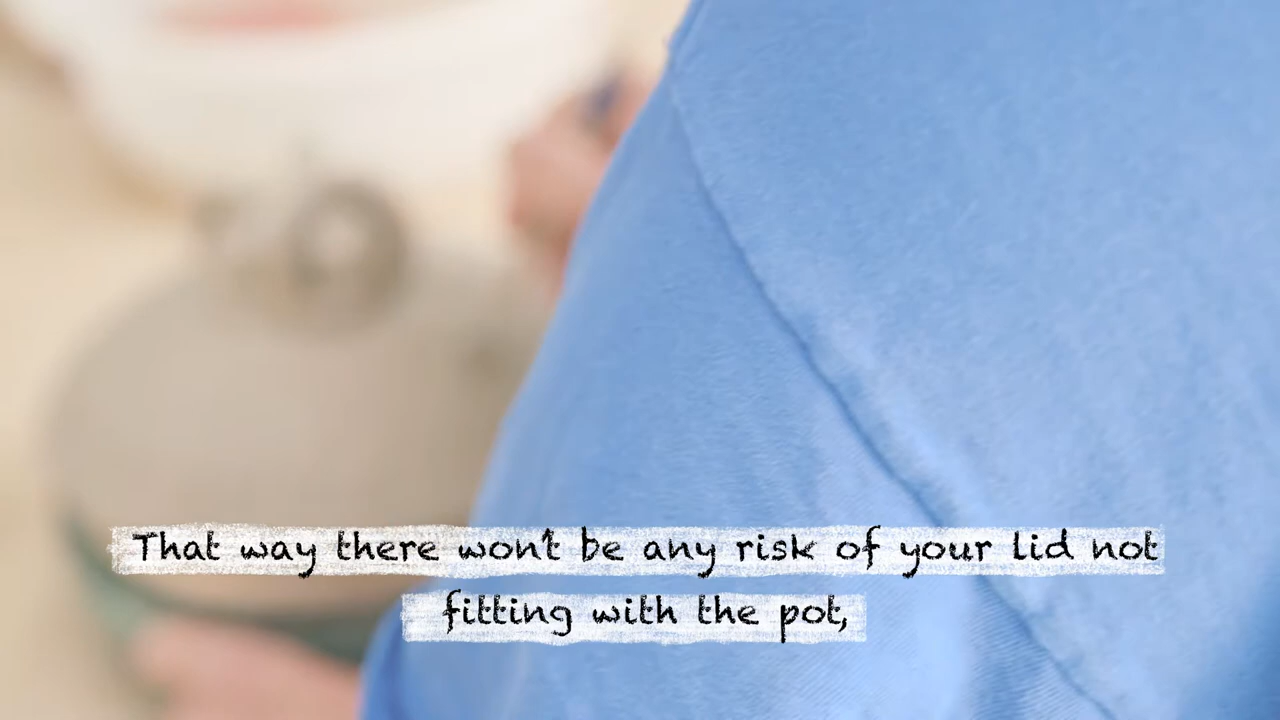 That way there won't be any risk of your lid not
fitting with the pot,